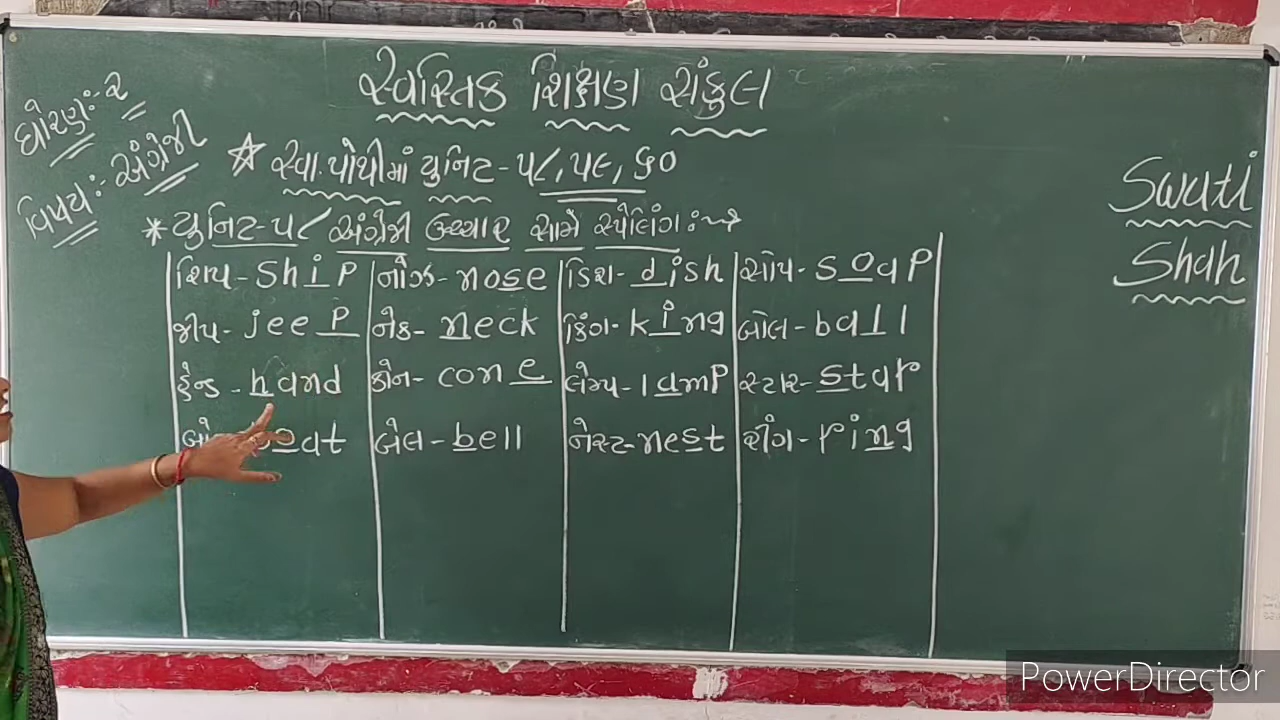 સ્વસ્તિક શિક્ષણ સંકુલ
ધોરણઃ- ૨
વિષયઃ- અંગ્રેજી
☆ સ્વા.પોથીમાં યુનિટ - ૫૮, ૫૯, ૬૦
* યુનિટ-૫૮ અંગ્રેજી ઉચ્ચાર સામે સ્પેલિંગ :→
શિપ - ship નોઝ - nose ડિશ - dish સોપ - soap
જીપ - jeep નેક - neck કિંગ - king બોલ - ball
હેન્ડ - hand કોન - cone લેમ્પ - lamp સ્ટાર - star
oat બેલ - bell નેસ્ટ - nest રીંગ - ring
Swati
Shah
PowerDirector